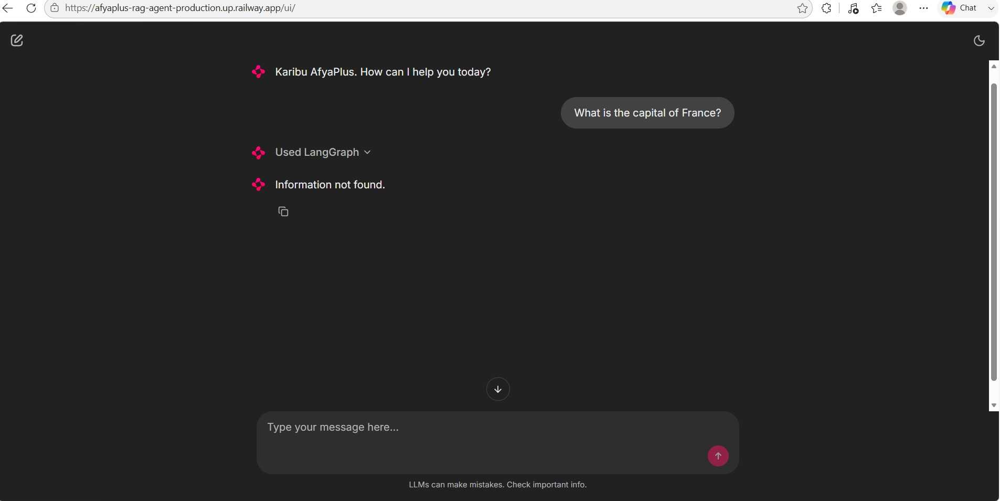 https://afyaplus-rag-agent-production.up.railway.app/ui/
Chat
Karibu AfyaPlus. How can I help you today?
What is the capital of France?
Used LangGraph
Information not found.
Type your message here...
LLMs can make mistakes. Check important info.